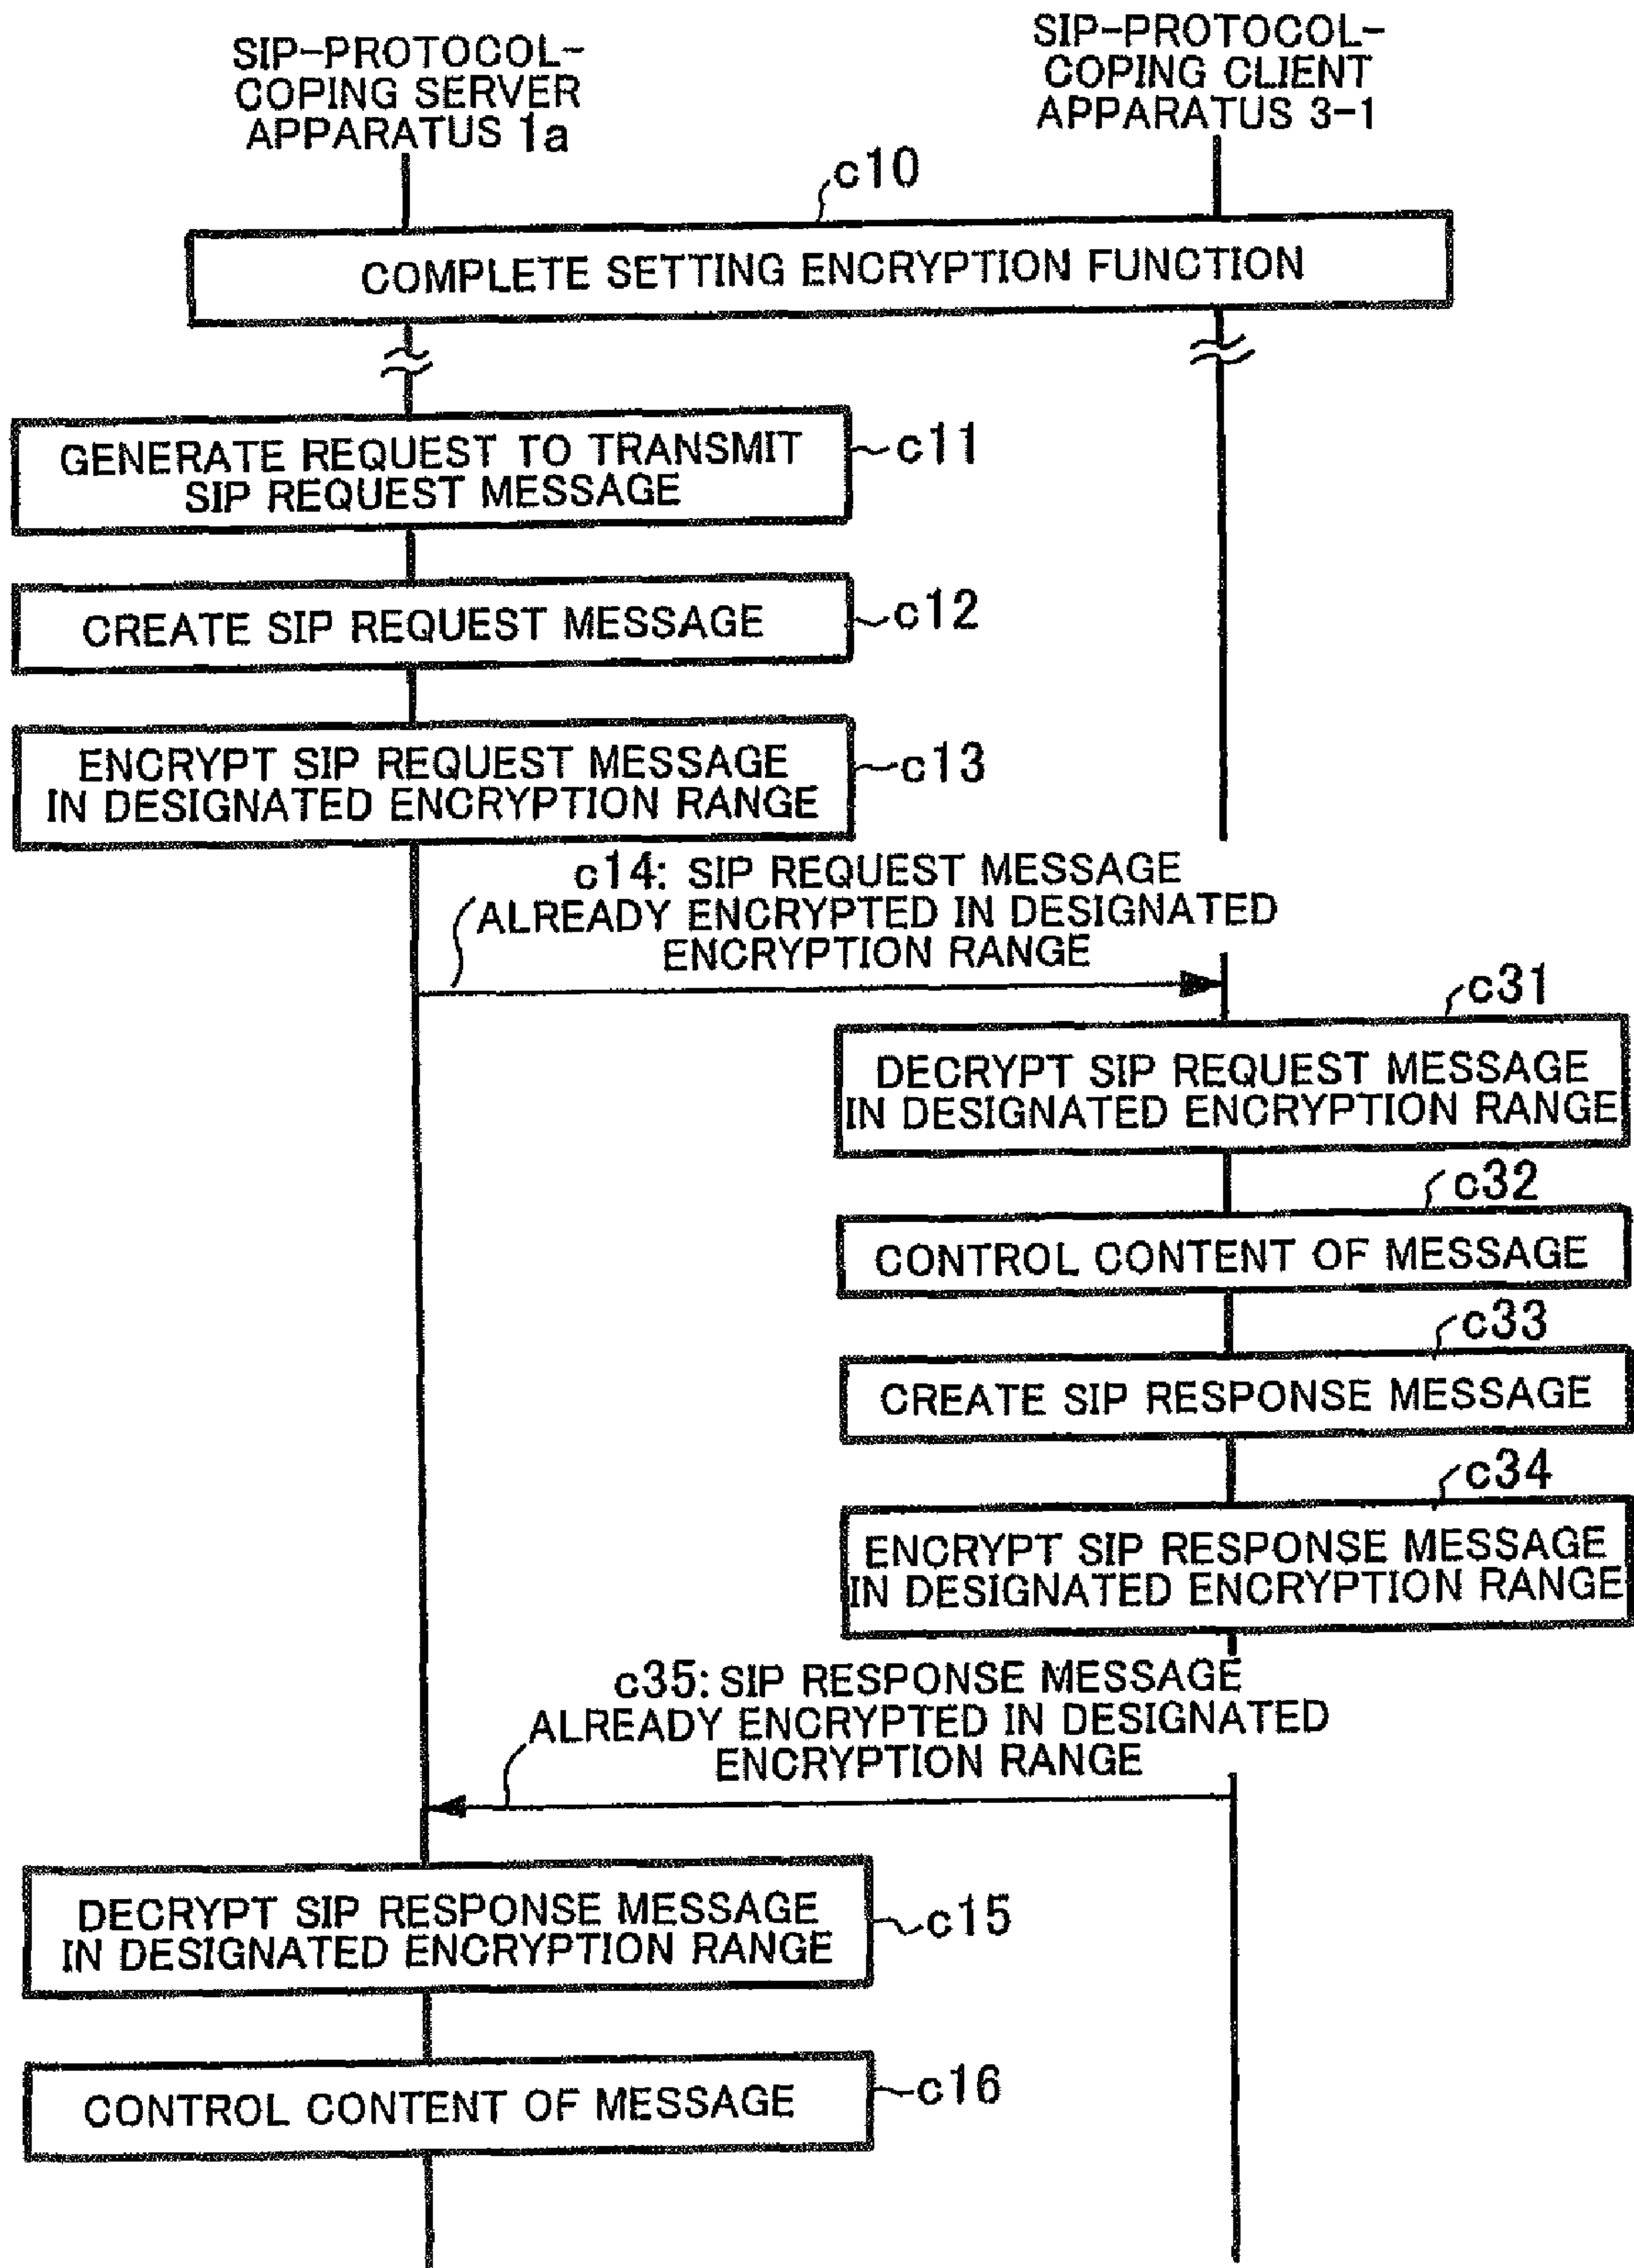 SIP-PROTOCOL-
COPING SERVER
APPARATUS 1a
SIP-PROTOCOL-
COPING CLIENT
APPARATUS 3-1
c10
COMPLETE SETTING ENCRYPTION FUNCTION
GENERATE REQUEST TO TRANSMIT
SIP REQUEST MESSAGE
c11
CREATE SIP REQUEST MESSAGE
c12
ENCRYPT SIP REQUEST MESSAGE
IN DESIGNATED ENCRYPTION RANGE
c13
c14: SIP REQUEST MESSAGE
ALREADY ENCRYPTED IN DESIGNATED
ENCRYPTION RANGE
c31
DECRYPT SIP REQUEST MESSAGE
IN DESIGNATED ENCRYPTION RANGE
c32
CONTROL CONTENT OF MESSAGE
c33
CREATE SIP RESPONSE MESSAGE
c34
ENCRYPT SIP RESPONSE MESSAGE
IN DESIGNATED ENCRYPTION RANGE
c35: SIP RESPONSE MESSAGE
ALREADY ENCRYPTED IN DESIGNATED
ENCRYPTION RANGE
DECRYPT SIP RESPONSE MESSAGE
IN DESIGNATED ENCRYPTION RANGE
c15
CONTROL CONTENT OF MESSAGE
c16